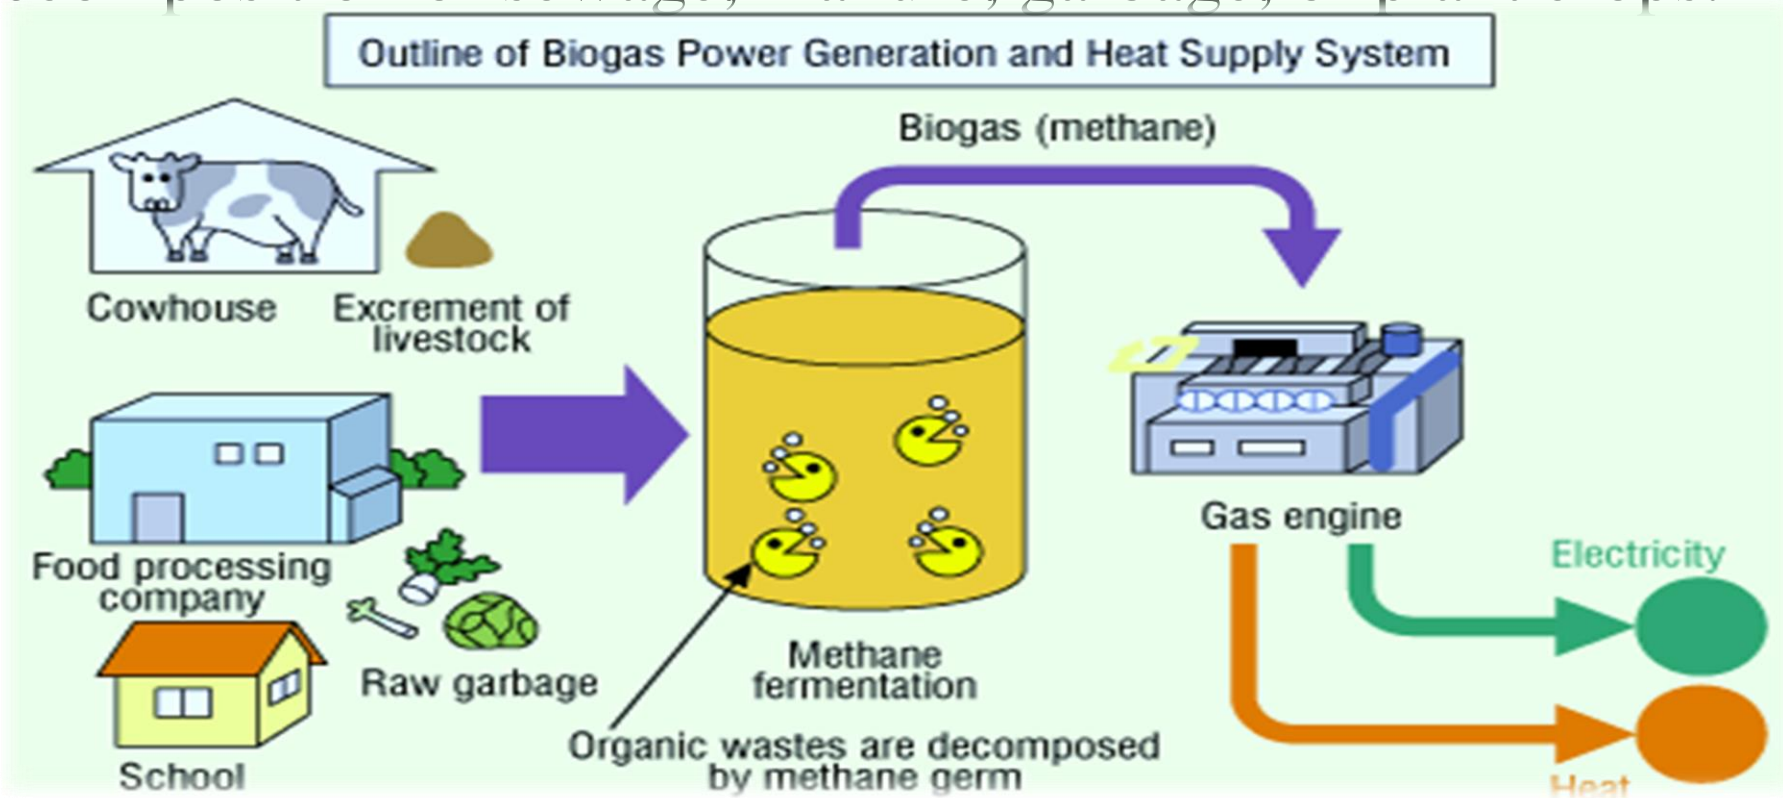 Outline of Biogas Power Generation and Heat Supply System
Biogas (methane)
Cowhouse
Excrement of
livestock
Food processing
company
Raw garbage
School
Methane
fermentation
Organic wastes are decomposed
by methane germ
Gas engine
Electricity
Heat